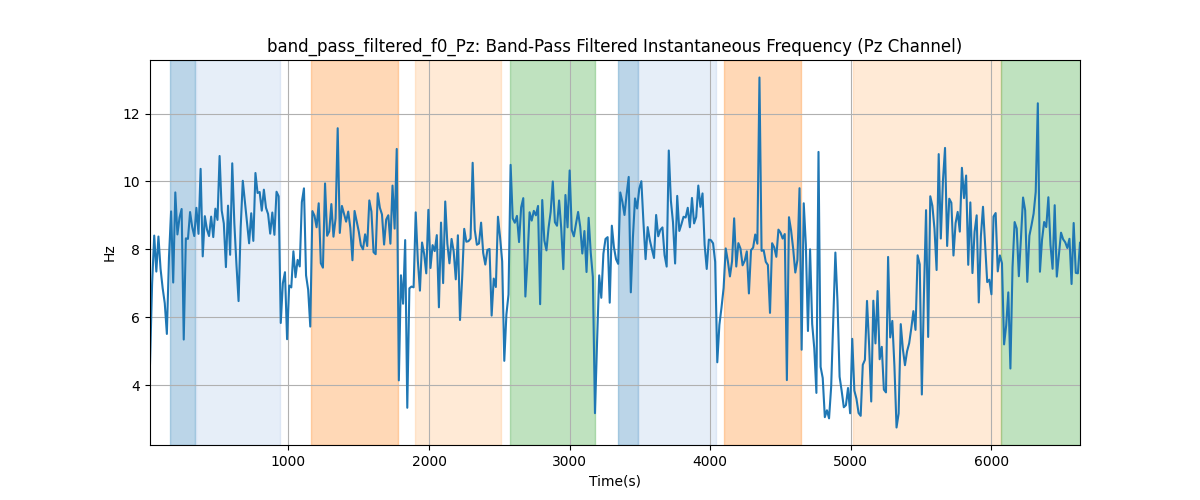 band_pass_filtered_f0_Pz: Band-Pass Filtered Instantaneous Frequency (Pz Channel)
Hz
12
10
8
6
4
1000 2000 3000 4000 5000 6000
Time(s)